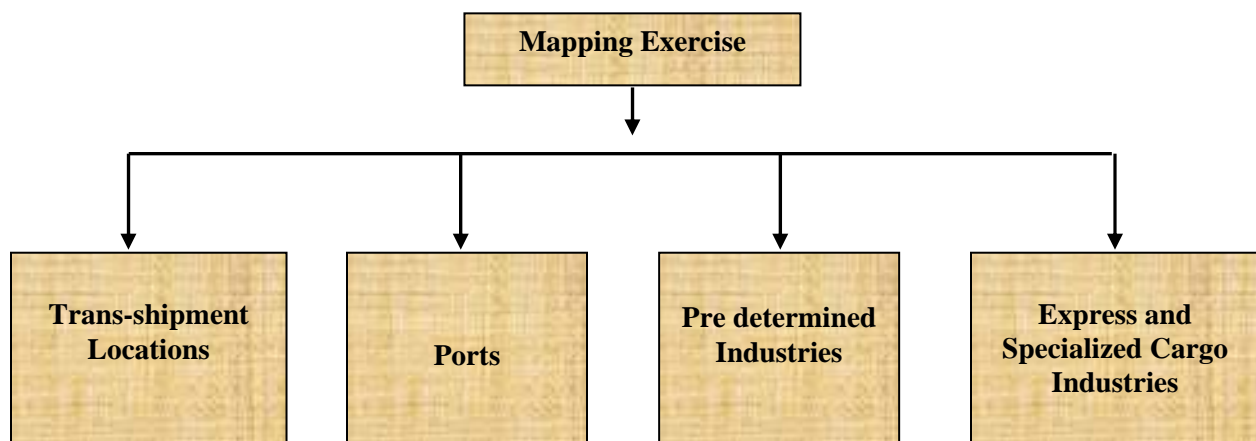 Mapping Exercise
Trans-shipment
Locations
Ports
Pre determined
Industries
Express and
Specialized Cargo
Industries